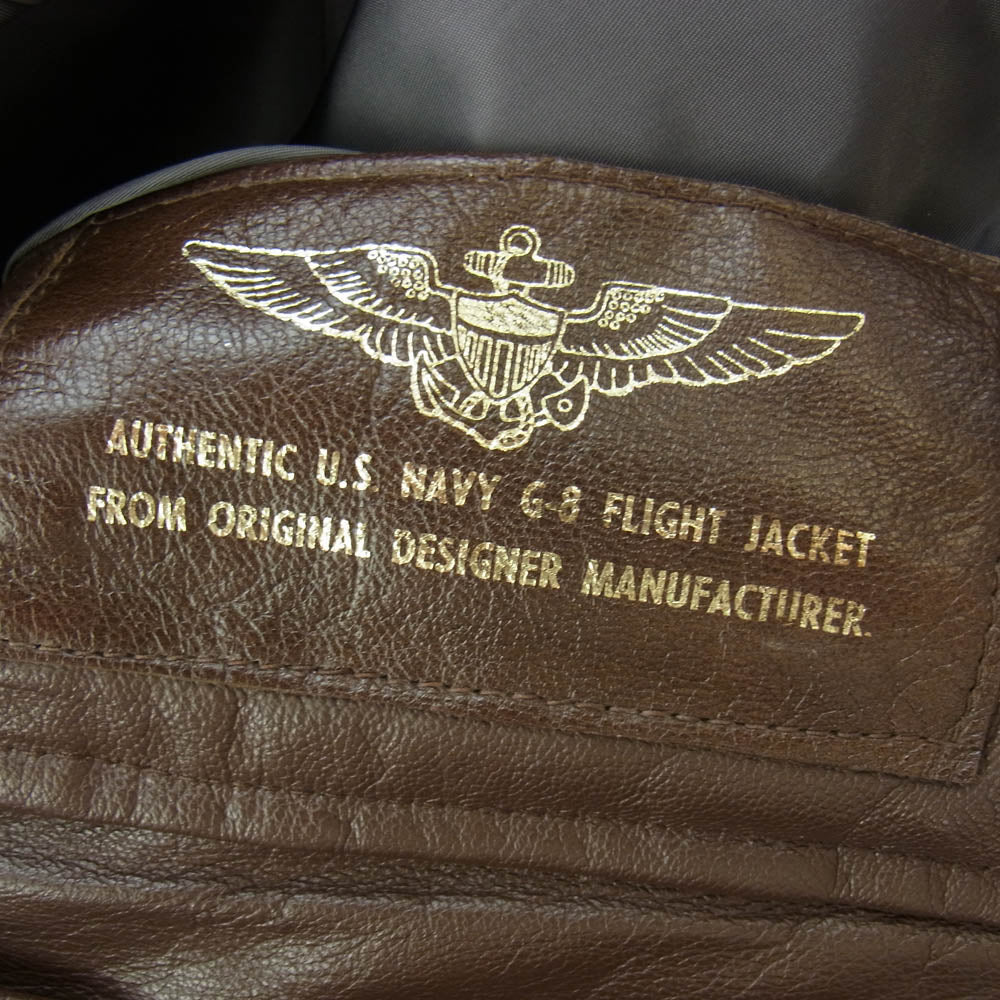 AUTHENTIC U.S. NAVY G-8 FLIGHT JACKET
FROM ORIGINAL DESIGNER MANUFACTURER.